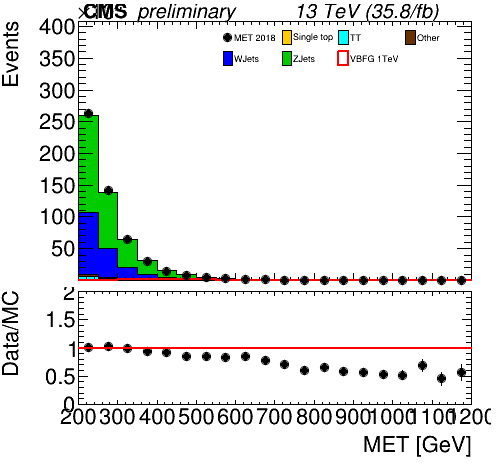 CMS preliminary 13 TeV (35.8/fb)
Events
400
350
300
250
200
150
100
50
MET 2018 Single top TT Other
WJets ZJets VBFG 1TeV
Data/MC
2
1.5
1
0.5
0
200 300 400 500 600 700 800 900 1000 1100 1200
MET [GeV]